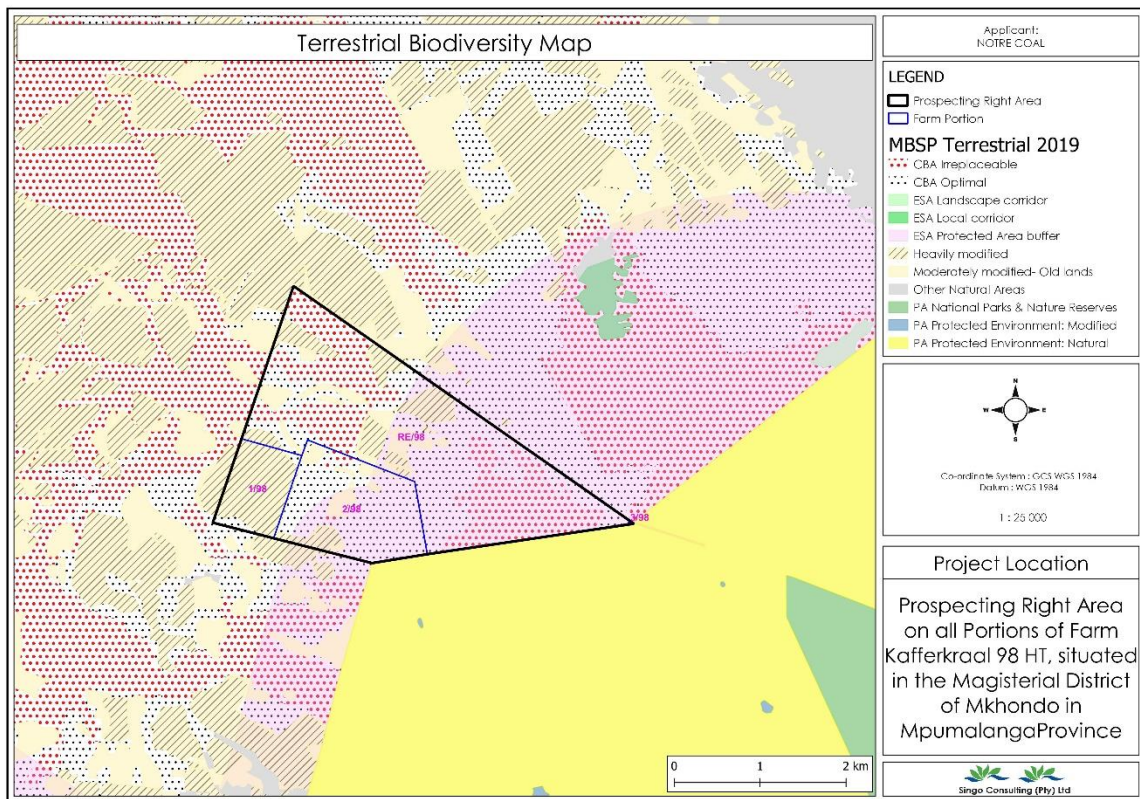 Terrestrial Biodiversity Map
RE/98
1/98
2/98
3/98
0 1 2 km
Applicant:
NOTRE COAL
LEGEND
Prospecting Right Area
Farm Portion
MBSP Terrestrial 2019
CBA Irreplaceable
CBA Optimal
ESA Landscape corridor
ESA Local corridor
ESA Protected Area buffer
Heavily modified
Moderately modified- Old lands
Other Natural Areas
PA National Parks & Nature Reserves
PA Protected Environment: Modified
PA Protected Environment: Natural
N
W E
S
Co-ordinate System : GCS WGS 1984
Datum : WGS 1984
1 : 25 000
Project Location
Prospecting Right Area
on all Portions of Farm
Kafferkraal 98 HT, situated
in the Magisterial District
of Mkhondo in
MpumalangaProvince
Singo Consulting (Pty) Ltd